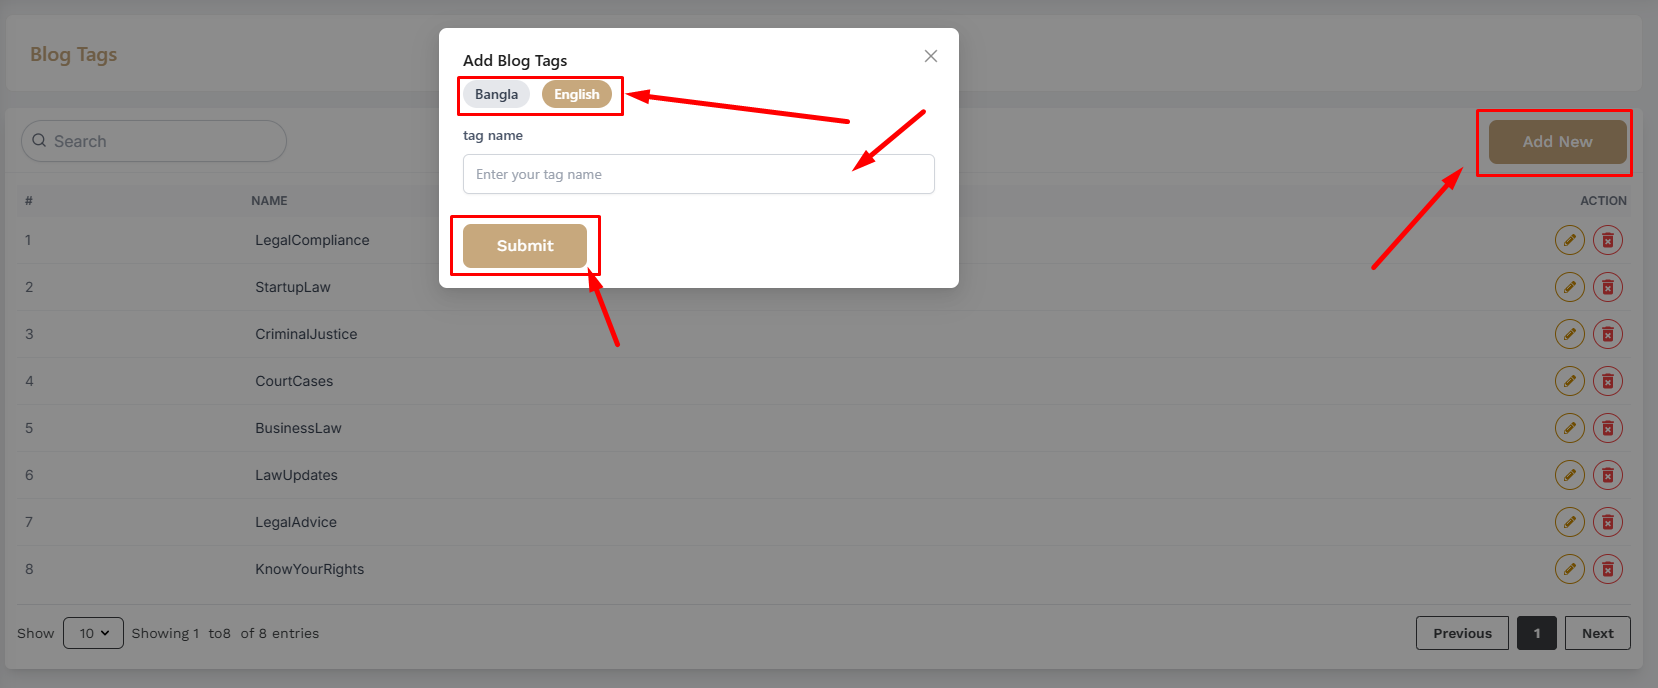 Blog Tags
Add Blog Tags
Bangla English
tag name
Enter your tag name
Submit
Search
Add New
# NAME ACTION
1 LegalCompliance
2 StartupLaw
3 CriminalJustice
4 CourtCases
5 BusinessLaw
6 LawUpdates
7 LegalAdvice
8 KnowYourRights
Show 10 Showing 1 to8 of 8 entries
Previous 1 Next